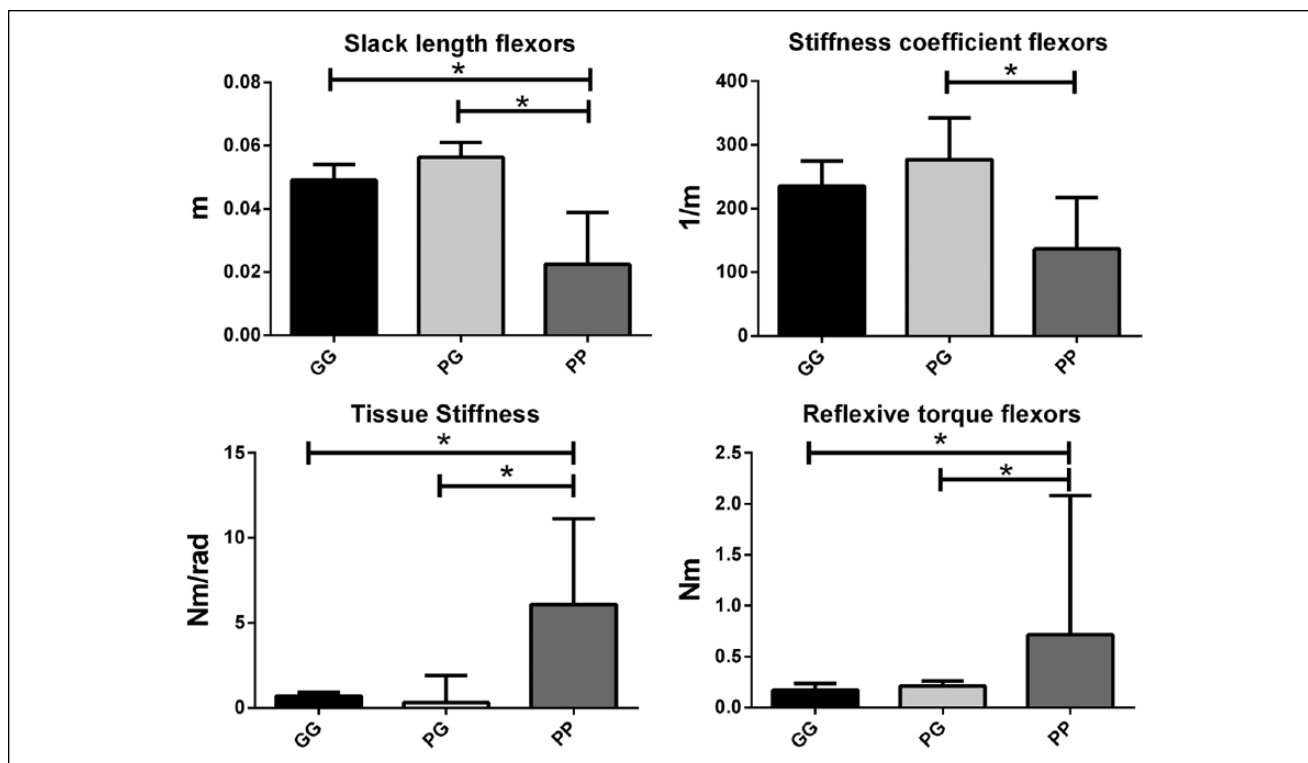 Slack length flexors
*
*
0.08
0.06
0.04
0.02
0.00
m
GG
PG
PP
Stiffness coefficient flexors
*
400
300
200
100
0
1/m
GG
PG
PP
Tissue Stiffness
*
*
15
10
5
0
Nm/rad
GG
PG
PP
Reflexive torque flexors
*
*
2.5
2.0
1.5
1.0
0.5
0.0
Nm
GG
PG
PP